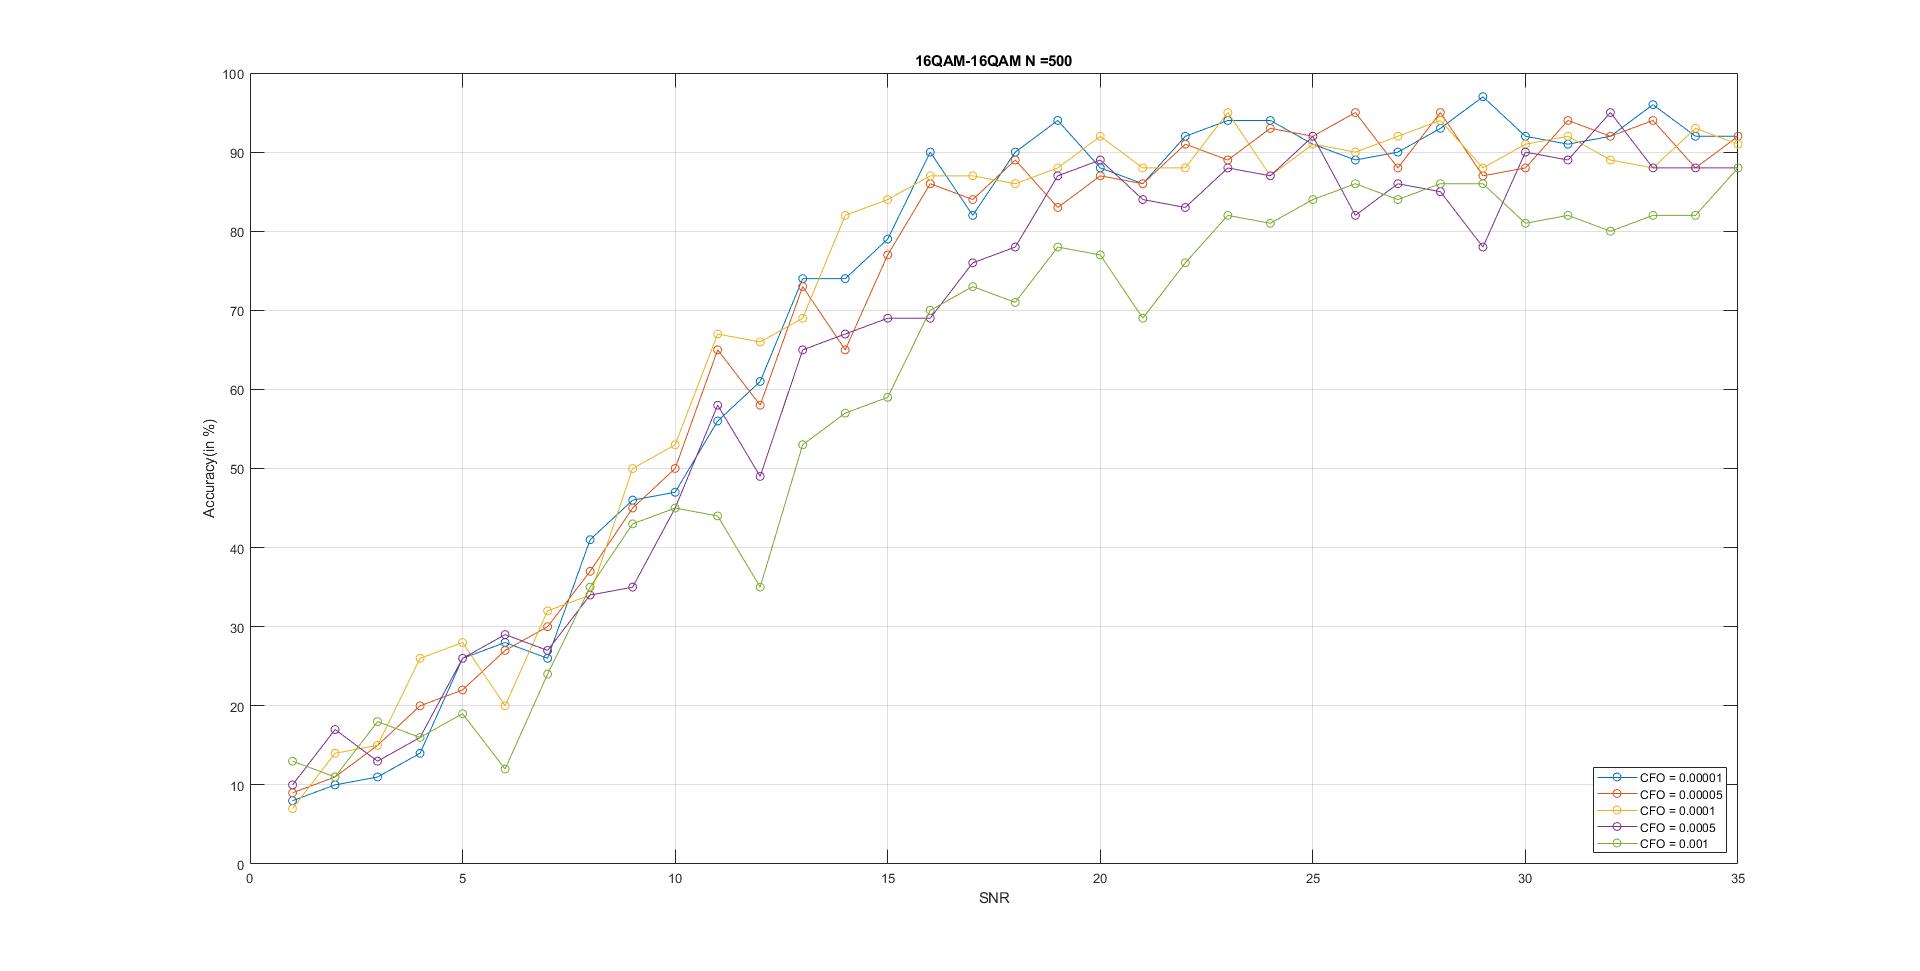 16QAM-16QAM N =500
100
90
80
70
60
50
40
30
20
10
0
Accuracy(in %)
0 5 10 15 20 25 30 35
SNR
CFO = 0.00001
CFO = 0.00005
CFO = 0.0001
CFO = 0.0005
CFO = 0.001